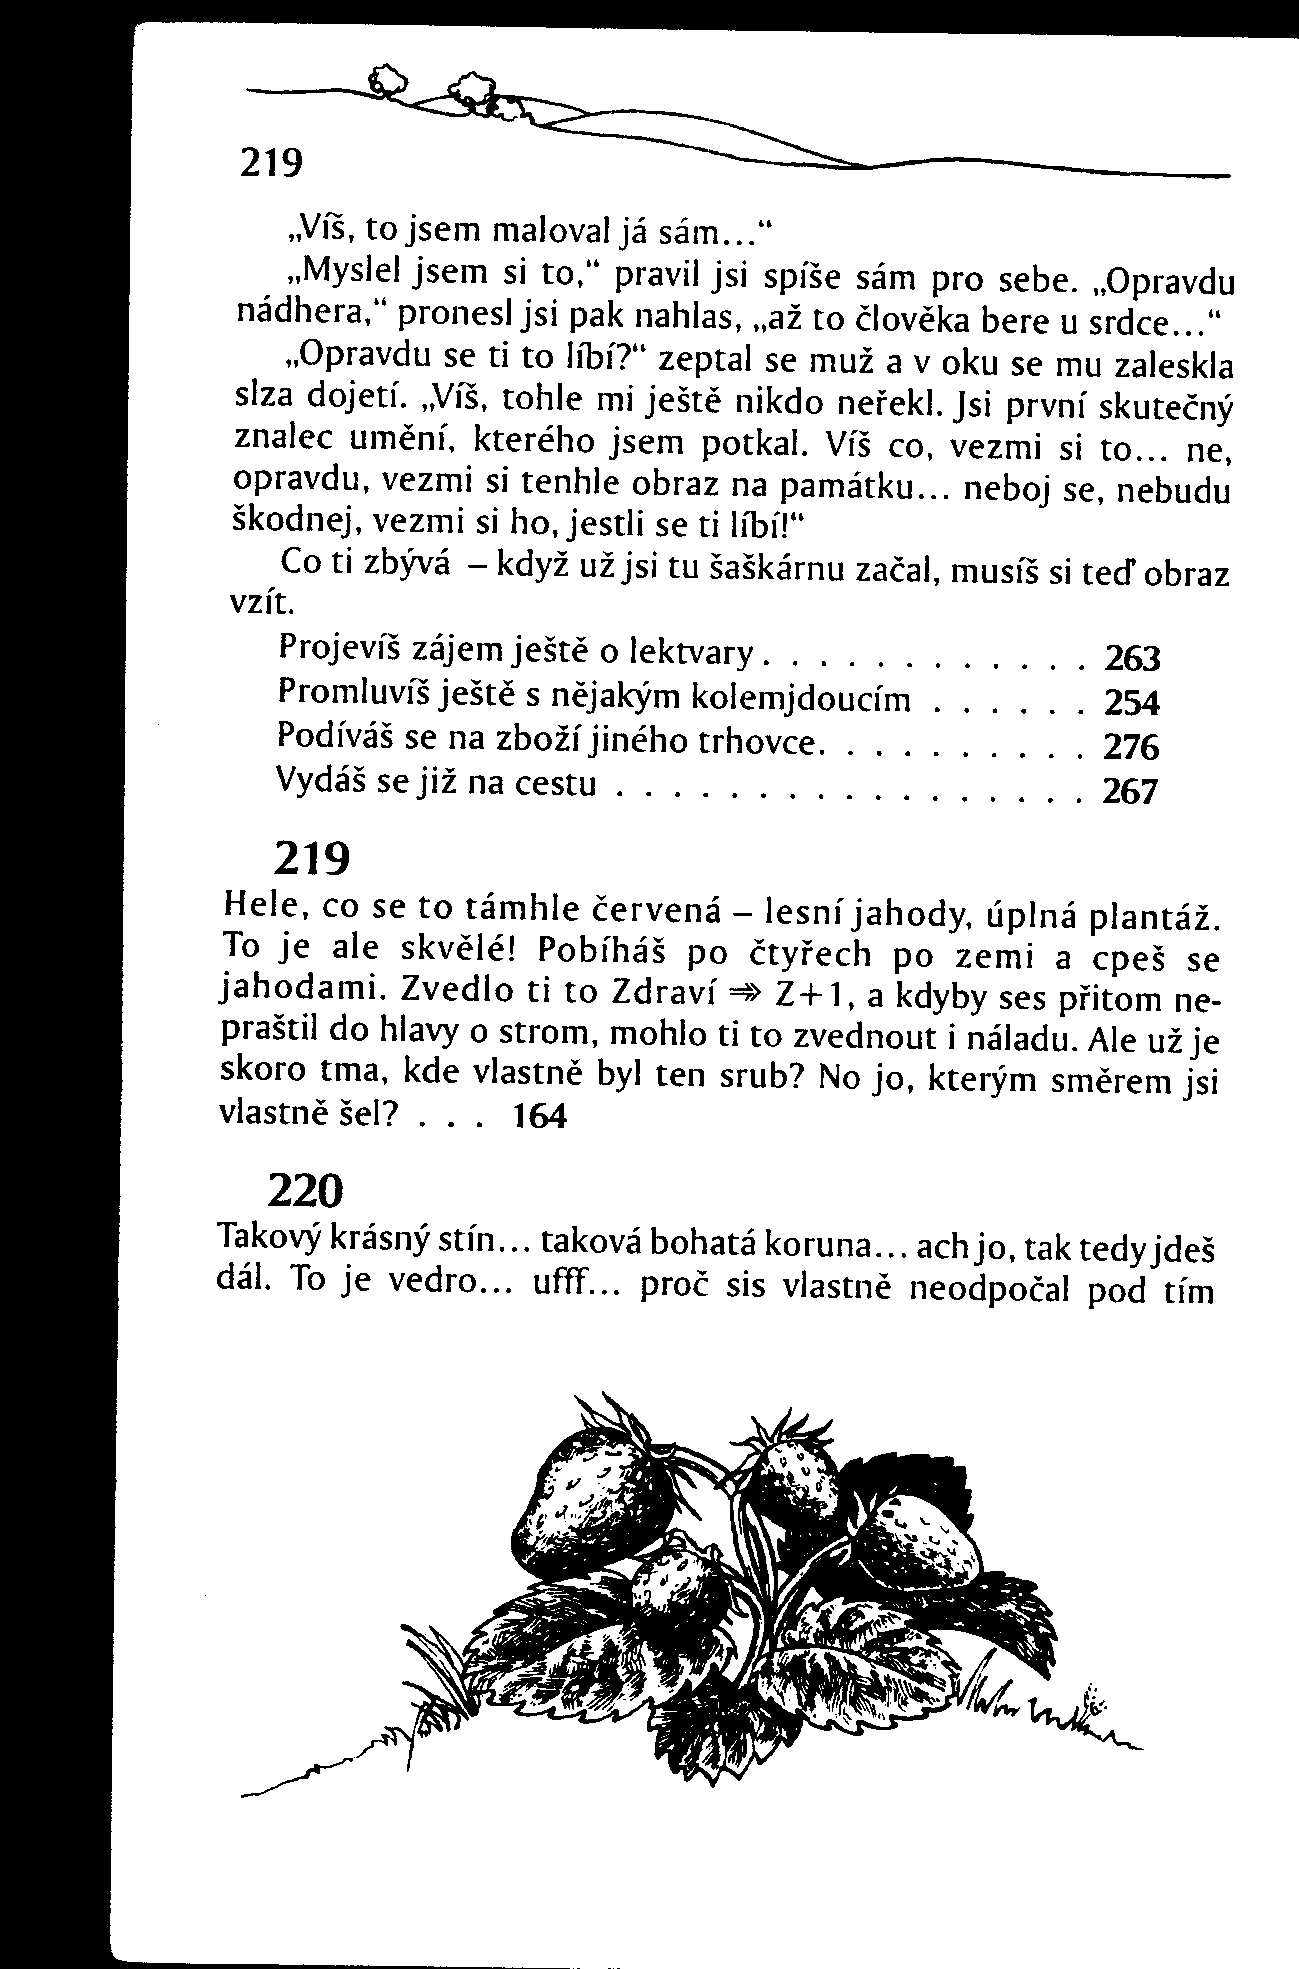 219
„Víš, to jsem maloval já sám...“
„Myslel jsem si to,“ pravil jsi spíše sám pro sebe. „Opravdu
nádhera,“ pronesl jsi pak nahlas, „až to člověka bere u srdce...“
„Opravdu se ti to líbí?“ zeptal se muž a v oku se mu zaleskla
slza dojetí. „Víš, tohle mi ještě nikdo neřekl. Jsi první skutečný
znalec umění, kterého jsem potkal. Víš co, vezmi si to... ne,
opravdu, vezmi si tenhle obraz na památku... neboj se, nebudu
škodnej, vezmi si ho, jestli se ti líbí!“
Co ti zbývá – když už jsi tu šaškárnu začal, musíš si teď obraz
vzít.
Projevíš zájem ještě o lektvary. . . . . . . . . . . . 263
Promluvíš ještě s nějakým kolemjdoucím . . . . . . 254
Podíváš se na zboží jiného trhovce. . . . . . . . . . 276
Vydáš se již na cestu . . . . . . . . . . . . . . . . . 267
219
Hele, co se to támhle červená – lesní jahody, úplná plantáž.
To je ale skvělé! Pobíháš po čtyřech po zemi a cpeš se
jahodami. Zvedlo ti to Zdraví ⇒ Z+1, a kdyby ses přitom ne-
praštil do hlavy o strom, mohlo ti to zvednout i náladu. Ale už je
skoro tma, kde vlastně byl ten srub? No jo, kterým směrem jsi
vlastně šel? . . . 164
220
Takový krásný stín... taková bohatá koruna... ach jo, tak tedy jdeš
dál. To je vedro... ufff... proč sis vlastně neodpočal pod tím